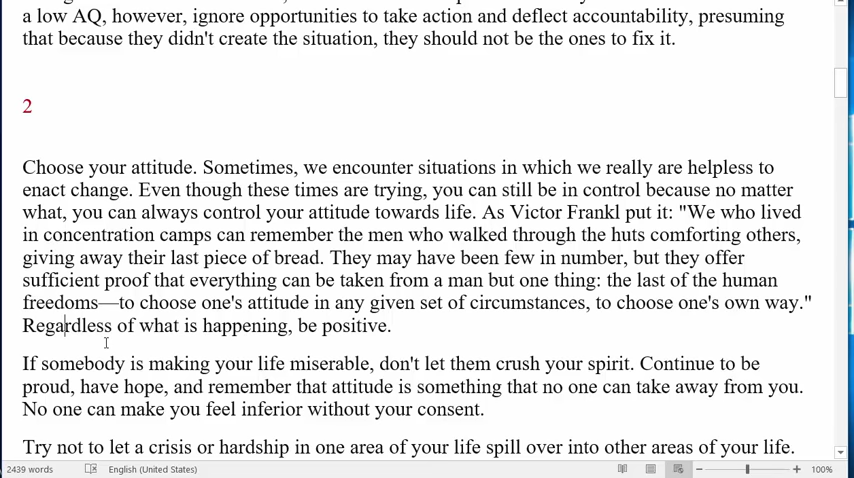 a low AQ, however, ignore opportunities to take action and deflect accountability, presuming
that because they didn't create the situation, they should not be the ones to fix it.
2
Choose your attitude. Sometimes, we encounter situations in which we really are helpless to
enact change. Even though these times are trying, you can still be in control because no matter
what, you can always control your attitude towards life. As Victor Frankl put it: "We who lived
in concentration camps can remember the men who walked through the huts comforting others,
giving away their last piece of bread. They may have been few in number, but they offer
sufficient proof that everything can be taken from a man but one thing: the last of the human
freedoms—to choose one's attitude in any given set of circumstances, to choose one's own way."
Regardless of what is happening, be positive.
If somebody is making your life miserable, don't let them crush your spirit. Continue to be
proud, have hope, and remember that attitude is something that no one can take away from you.
No one can make you feel inferior without your consent.
Try not to let a crisis or hardship in one area of your life spill over into other areas of your life.
2439 words English (United States) 100%